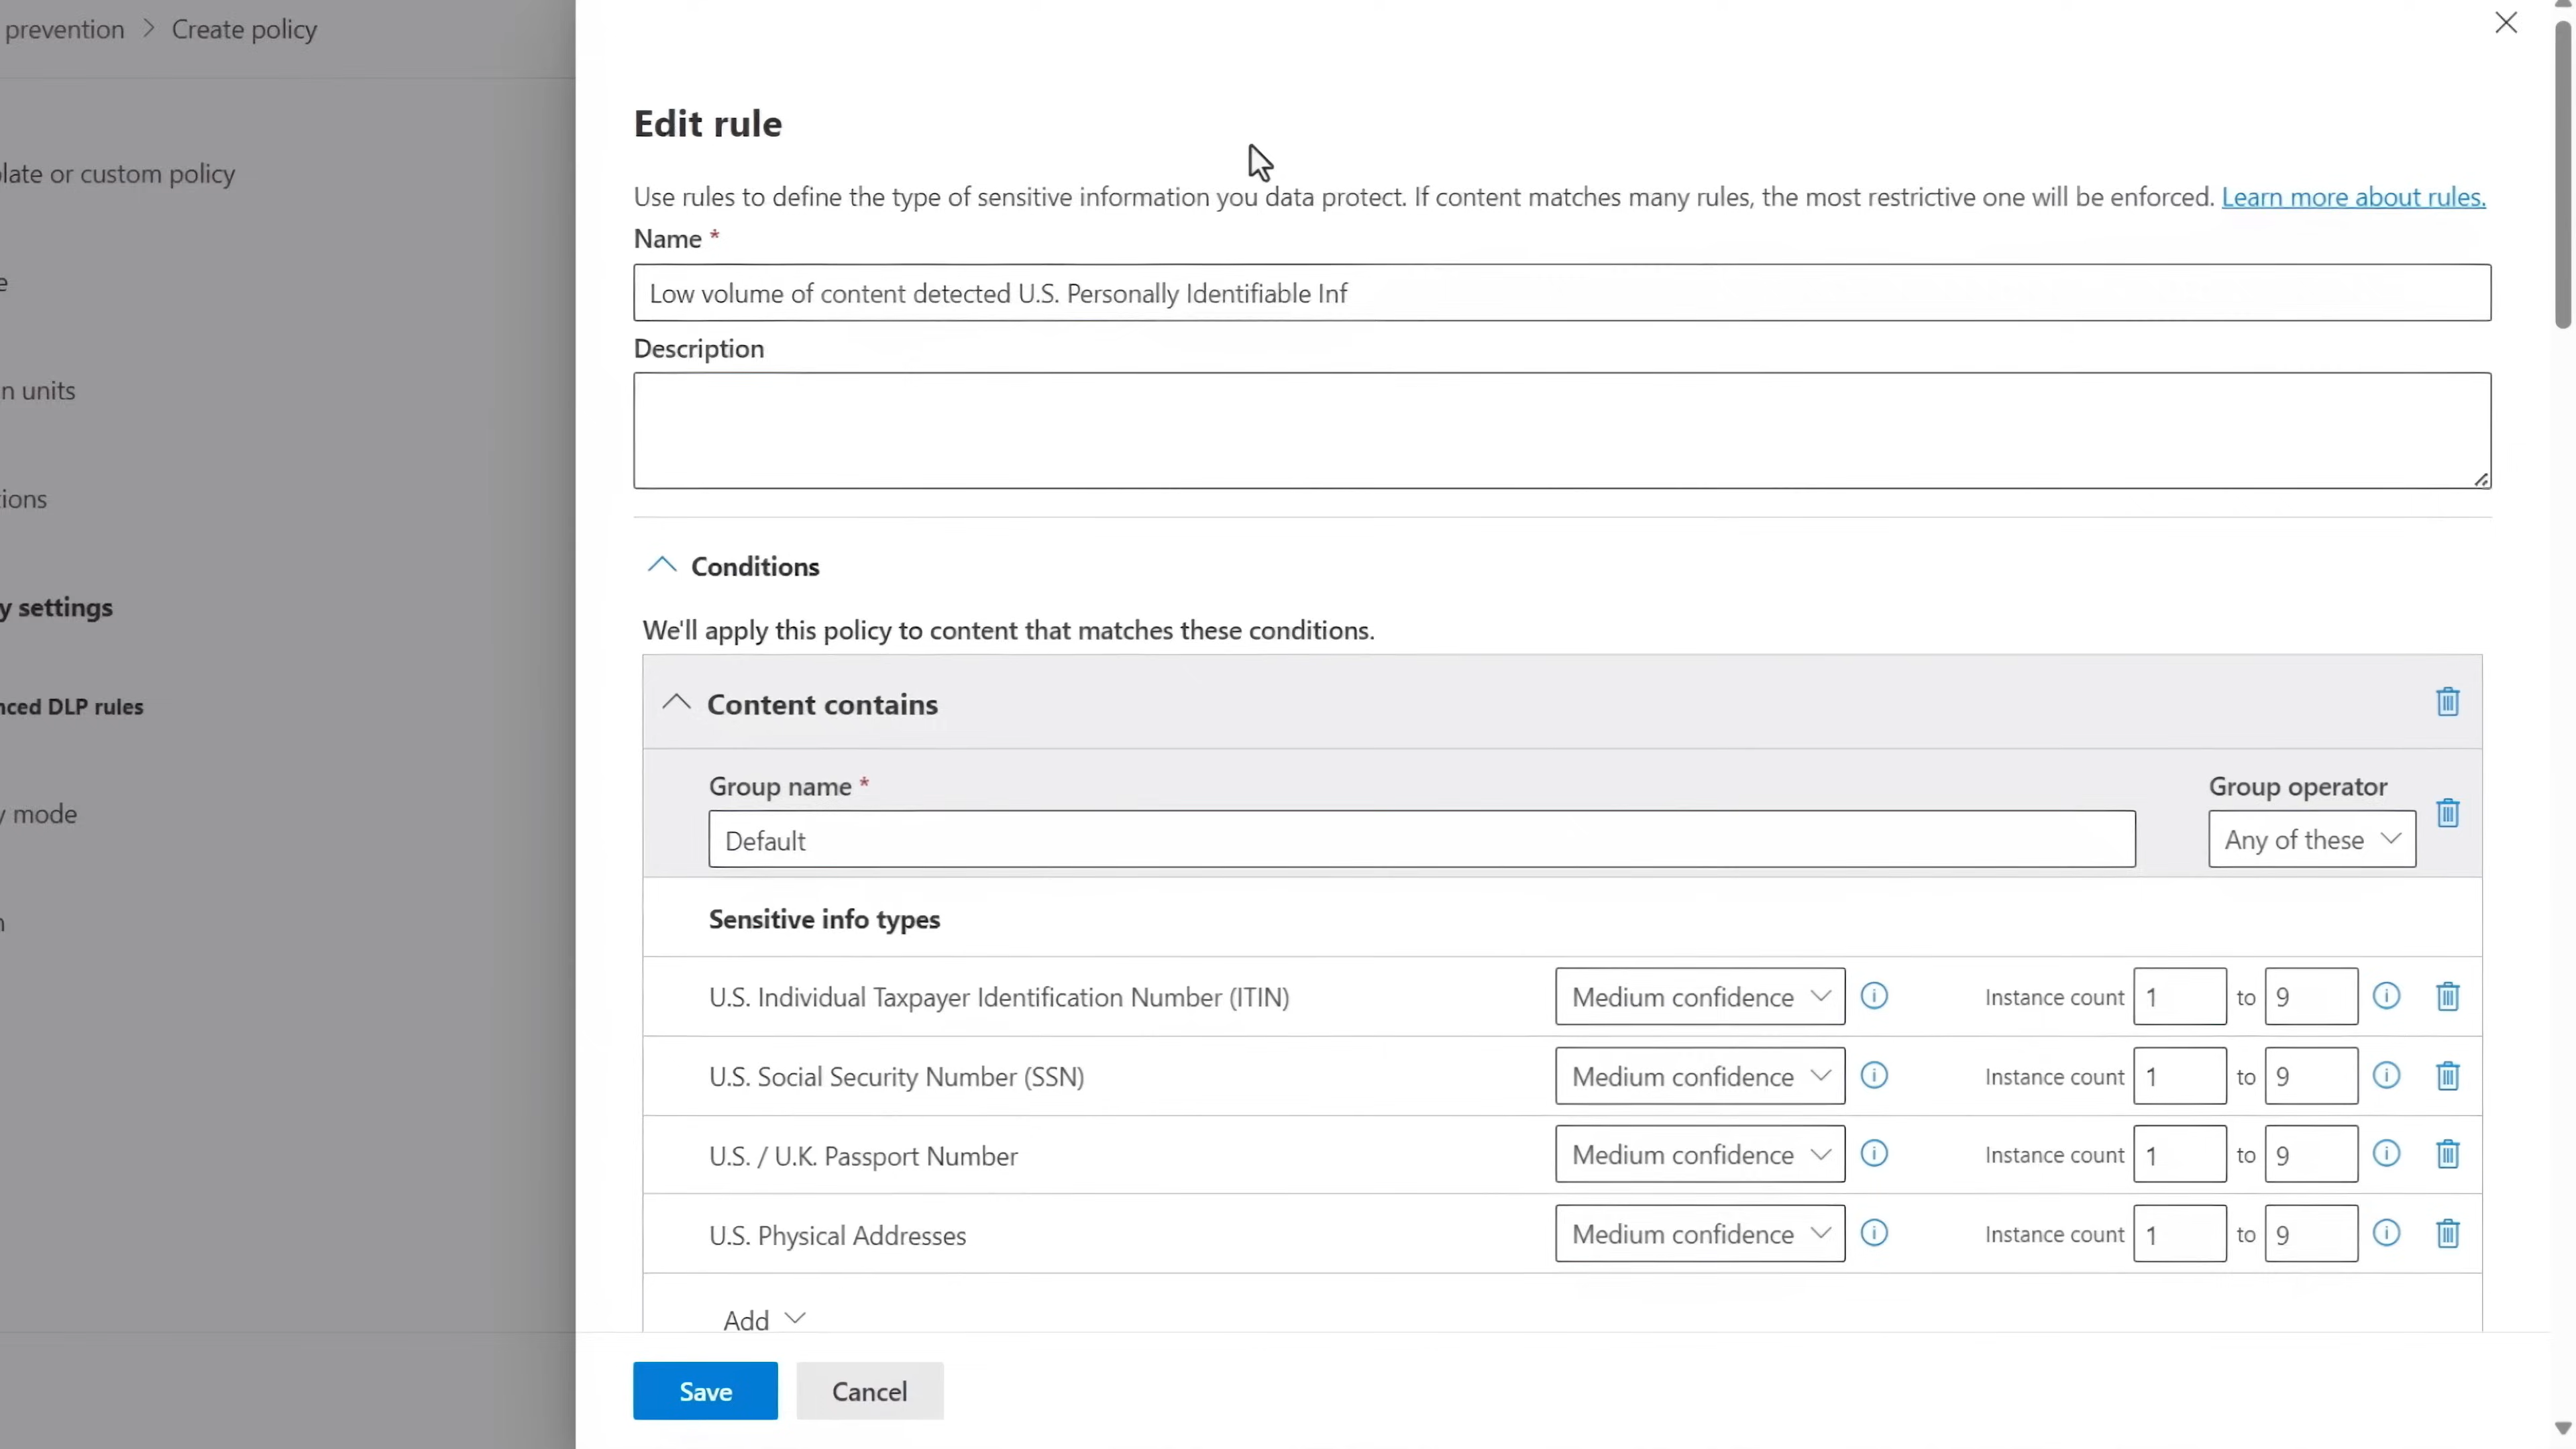 prevention > Create policy
late or custom policy
e
n units
ions
y settings
nced DLP rules
y mode
n
Edit rule
Use rules to define the type of sensitive information you data protect. If content matches many rules, the most restrictive one will be enforced. Learn more about rules.
Name *
Low volume of content detected U.S. Personally Identifiable Inf
Description
Conditions
We'll apply this policy to content that matches these conditions.
Content contains
Group name * Group operator
Default Any of these
Sensitive info types
U.S. Individual Taxpayer Identification Number (ITIN) Medium confidence Instance count 1 to 9
U.S. Social Security Number (SSN) Medium confidence Instance count 1 to 9
U.S. / U.K. Passport Number Medium confidence Instance count 1 to 9
U.S. Physical Addresses Medium confidence Instance count 1 to 9
Add
Save Cancel